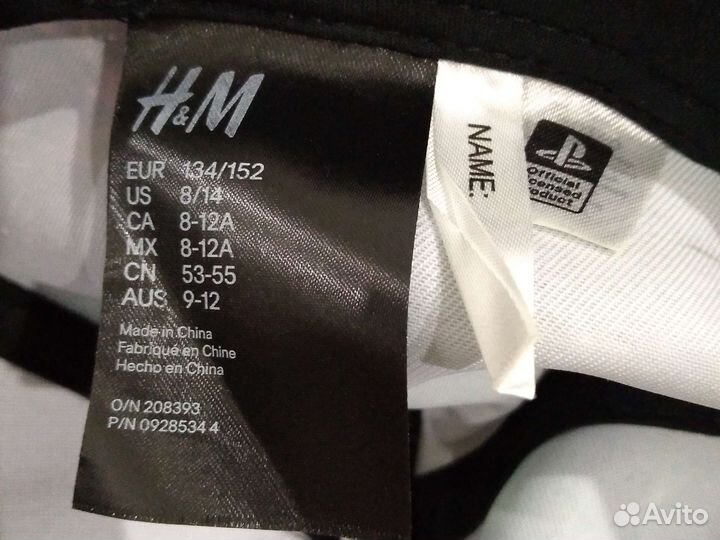 H&M
EUR 134/152
US 8/14
CA 8-12A
MX 8-12A
CN 53-55
AUS 9-12
Made in China
Fabriqué en Chine
Hecho en China
O/N 208393
P/N 0928534 4
NAME:
Official
Licensed
Product
Avito